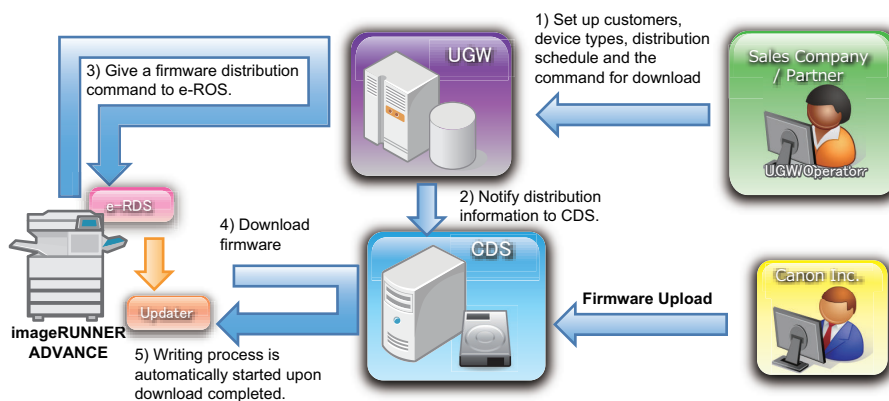 1) Set up customers,
device types, distribution
schedule and the
command for download
UGW
Sales Company
/ Partner
UGW Operator
3) Give a firmware distribution
command to e-ROS.
e-RDS
2) Notify distribution
information to CDS.
4) Download
firmware
CDS
Canon Inc.
Firmware Upload
Updater
imageRUNNER
ADVANCE
5) Writing process is
automatically started upon
download completed.